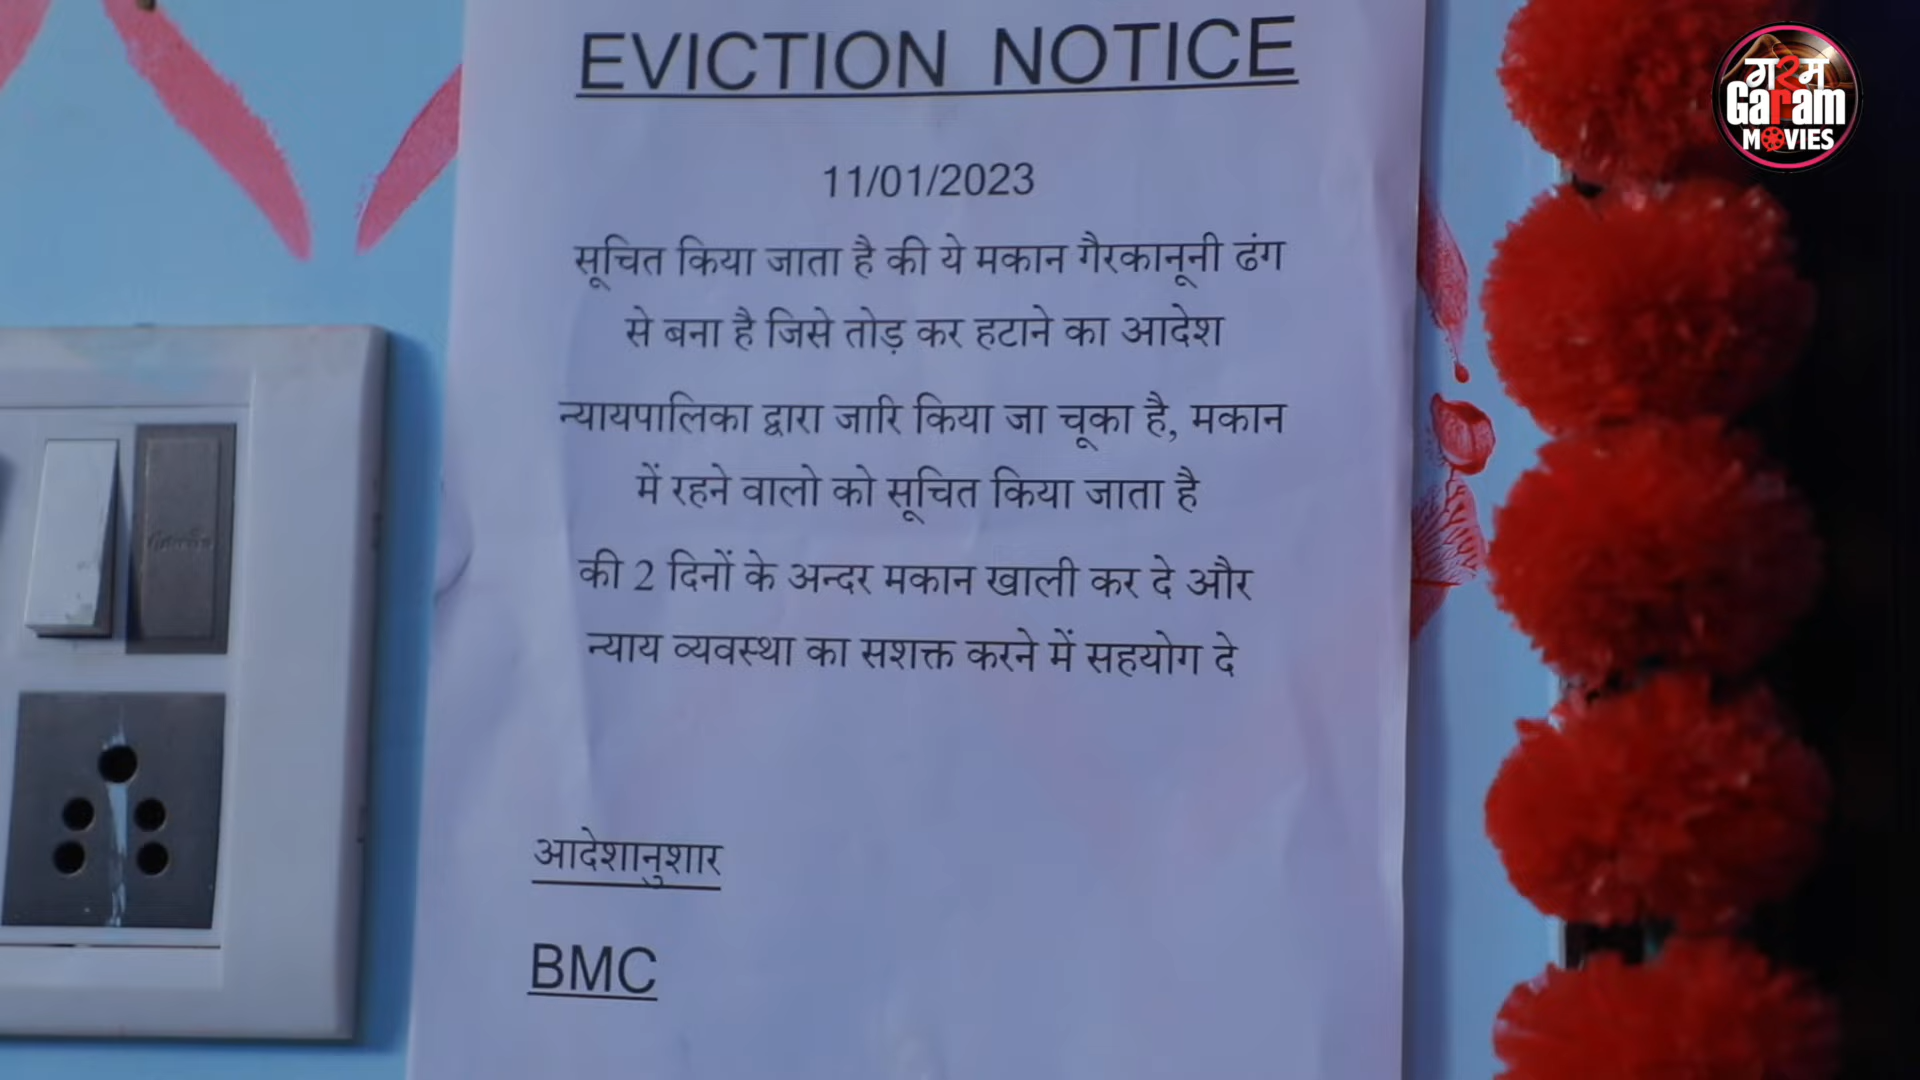 EVICTION NOTICE
गरम
Garam
MOVIES
11/01/2023
सूचित किया जाता है की ये मकान गैरकानूनी ढंग
से बना है जिसे तोड़ कर हटाने का आदेश
न्यायपालिका द्वारा जारि किया जा चूका है, मकान
में रहने वालो को सूचित किया जाता है
की 2 दिनों के अन्दर मकान खाली कर दे और
न्याय व्यवस्था का सशक्त करने में सहयोग दे
आदेशानुशार
BMC